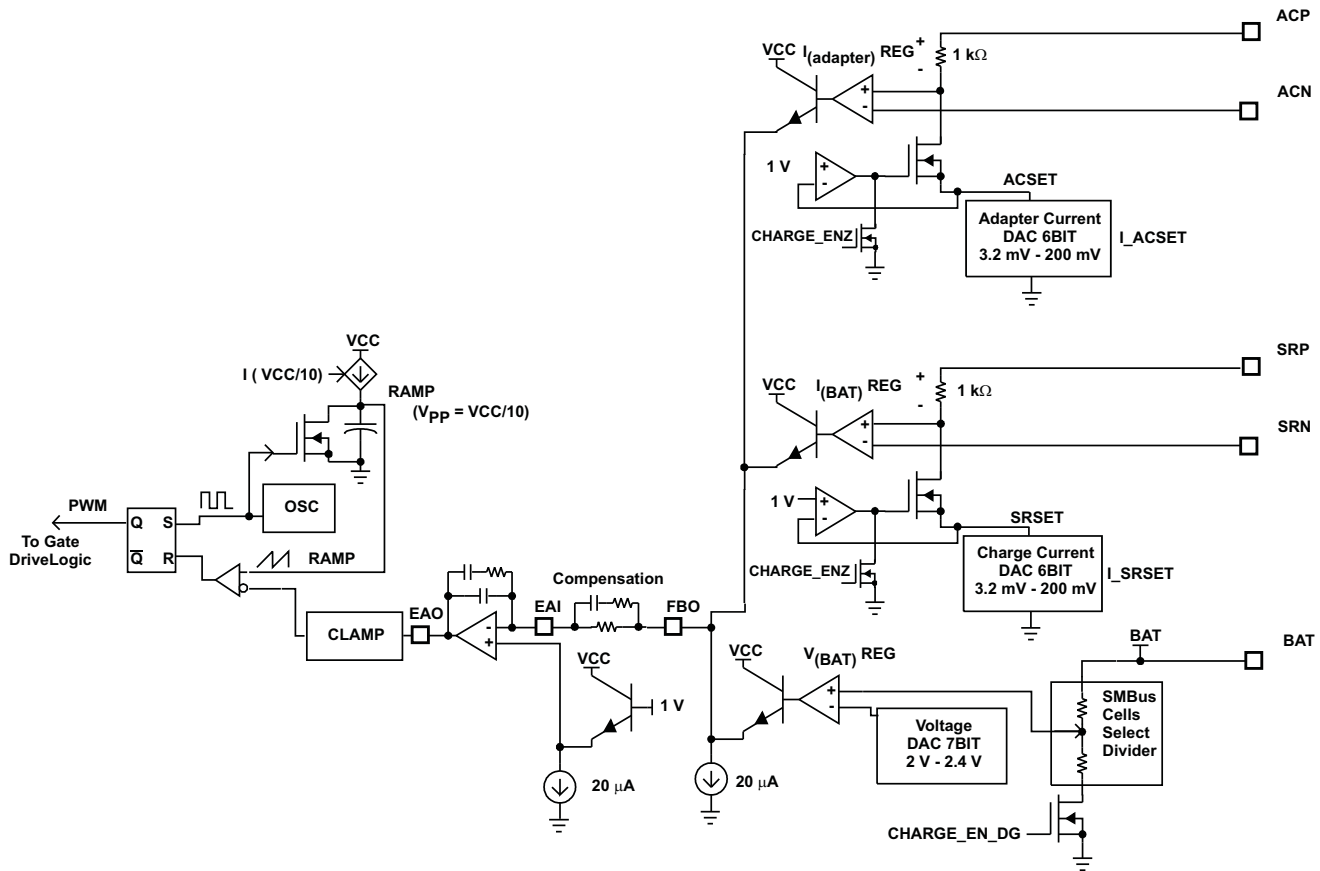 ACP
VCC I(adapter) REG + 1 kΩ
-
ACN
+
-
1 V
+
-
ACSET
CHARGE_ENZ
Adapter Current
DAC 6BIT
3.2 mV - 200 mV
I_ACSET
SRP
VCC I(BAT) REG + 1 kΩ
-
SRN
+
-
1 V
+
-
SRSET
CHARGE_ENZ
Charge Current
DAC 6BIT
3.2 mV - 200 mV
I_SRSET
VCC
I ( VCC/10)
RAMP
(VPP = VCC/10)
PWM
OSC
Q S
Q R
To Gate
DriveLogic
RAMP
CLAMP
EAO
-
+
EAI
Compensation
FBO
VCC
1 V
20 μA
VCC
V(BAT) REG
+
-
20 μA
Voltage
DAC 7BIT
2 V - 2.4 V
BAT
BAT
SMBus
Cells
Select
Divider
CHARGE_EN_DG